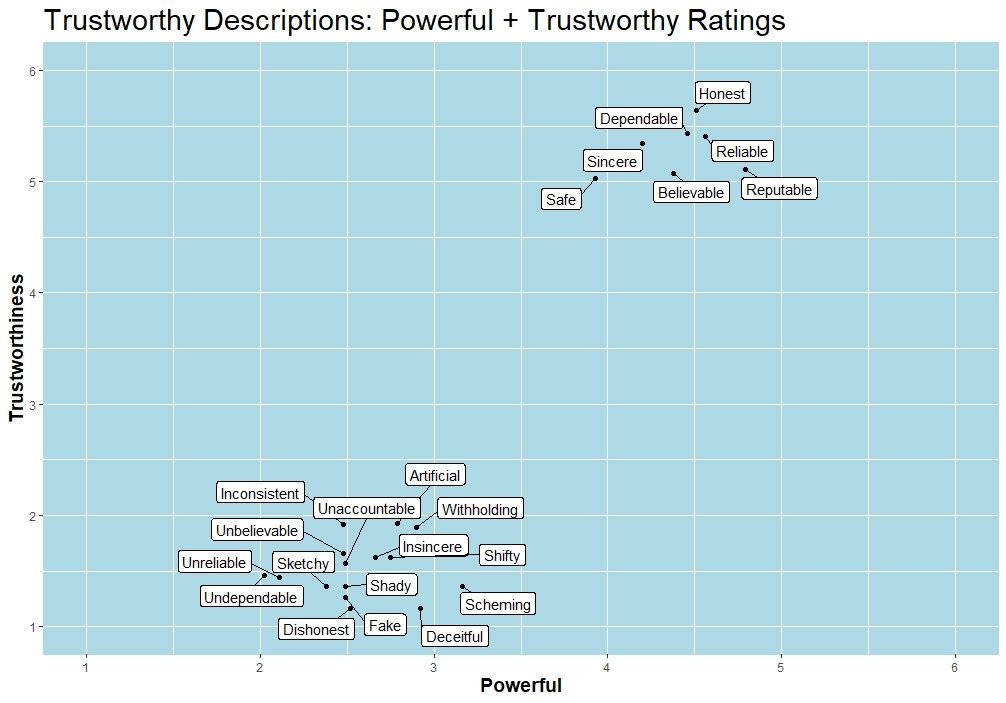 Trustworthy Descriptions: Powerful + Trustworthy Ratings
6
Honest
Dependable
Reliable
Sincere
5
Safe
Believable
Reputable
4
Trustworthiness
3
Artificial
Inconsistent
Unaccountable
Withholding
2
Unbelievable
Insincere
Shifty
Unreliable
Sketchy
Shady
Undependable
Scheming
Dishonest
Fake
Deceitful
1
1 2 3 4 5 6
Powerful